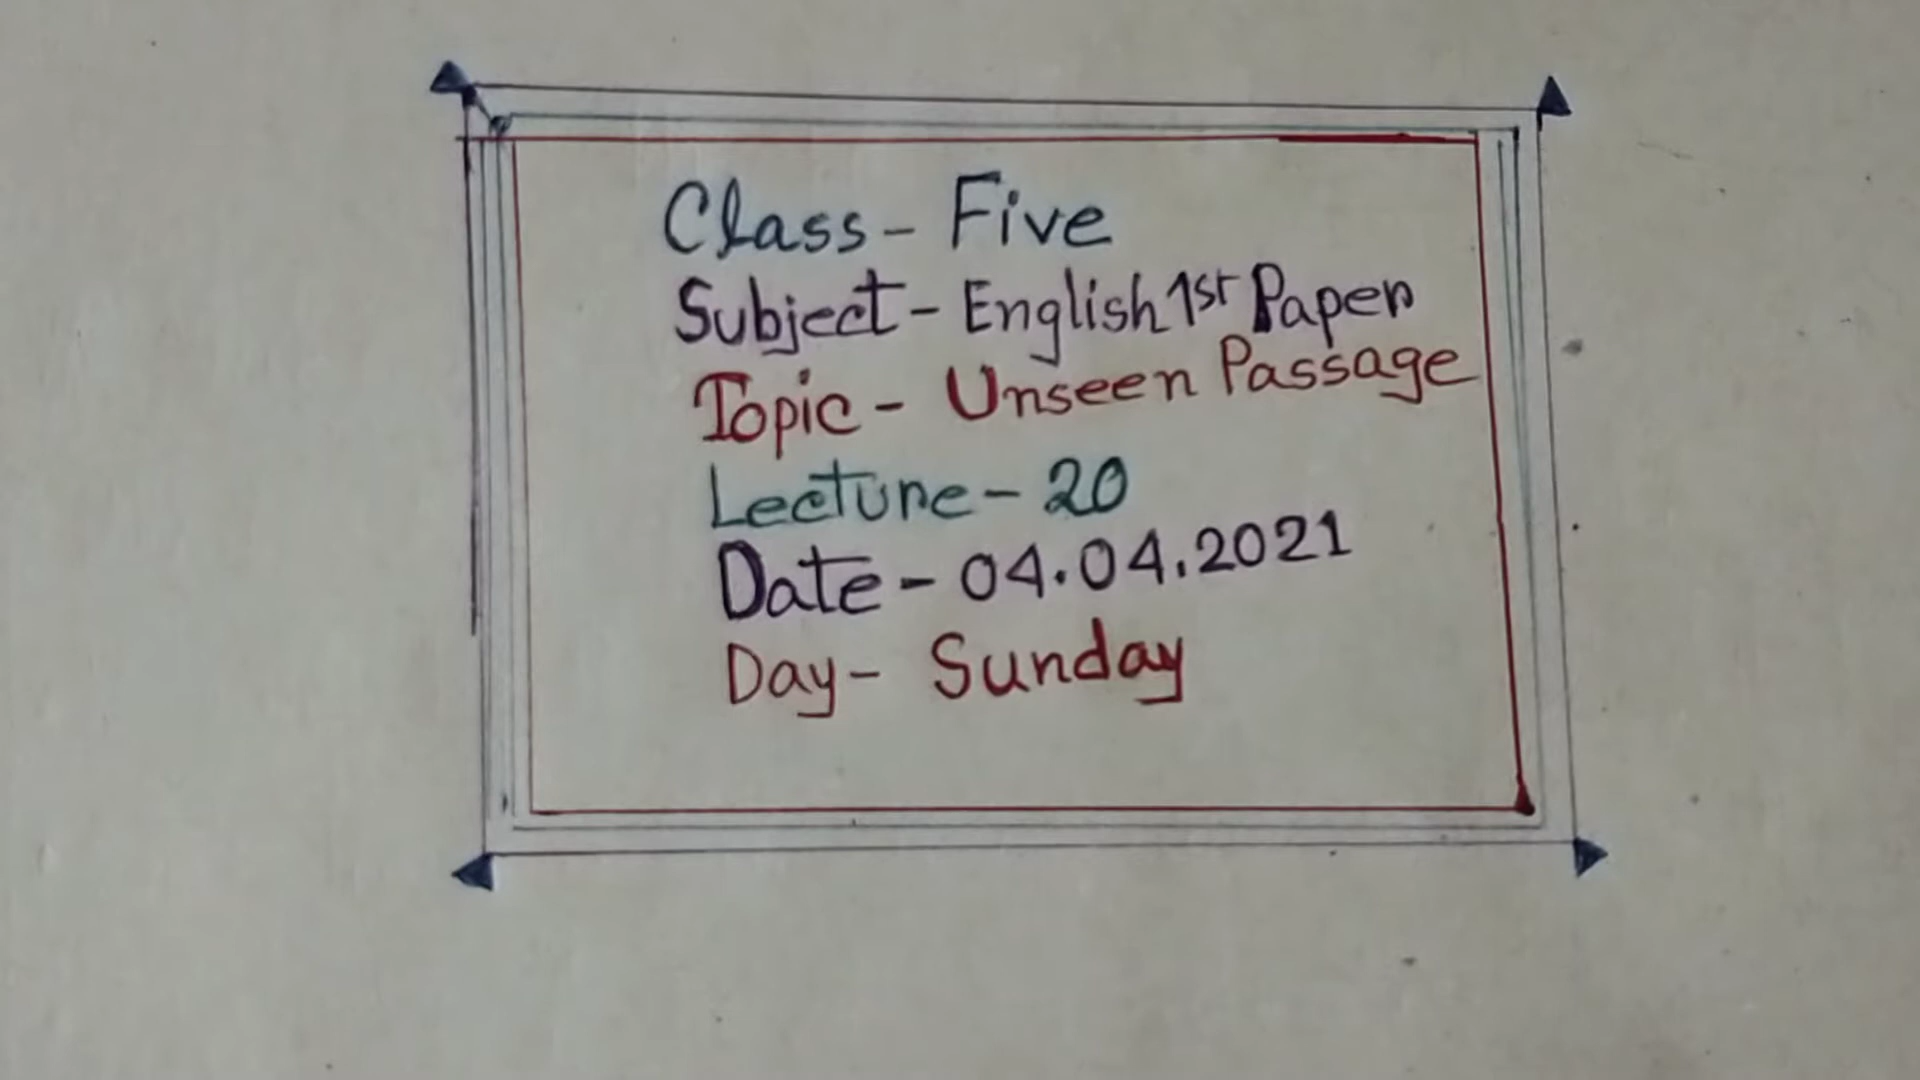 Class- Five
Subject- English 1st Paper
Topic- Unseen Passage
Lecture- 20
Date- 04.04.2021
Day- Sunday